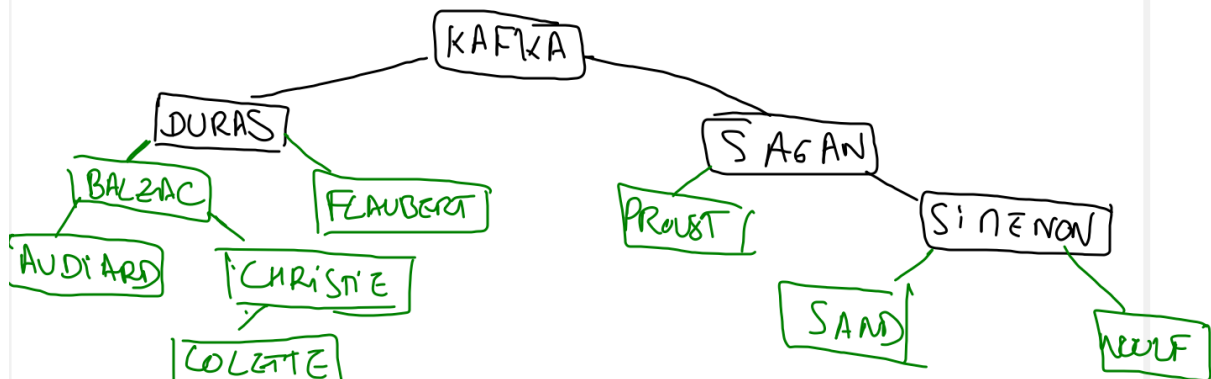 KAFKA
DURAS
SAGAN
BALZAC
FLAUBERT
PROUST
SIMENON
AUDIARD
CHRISTIE
SAND
WOOLF
COLETTE